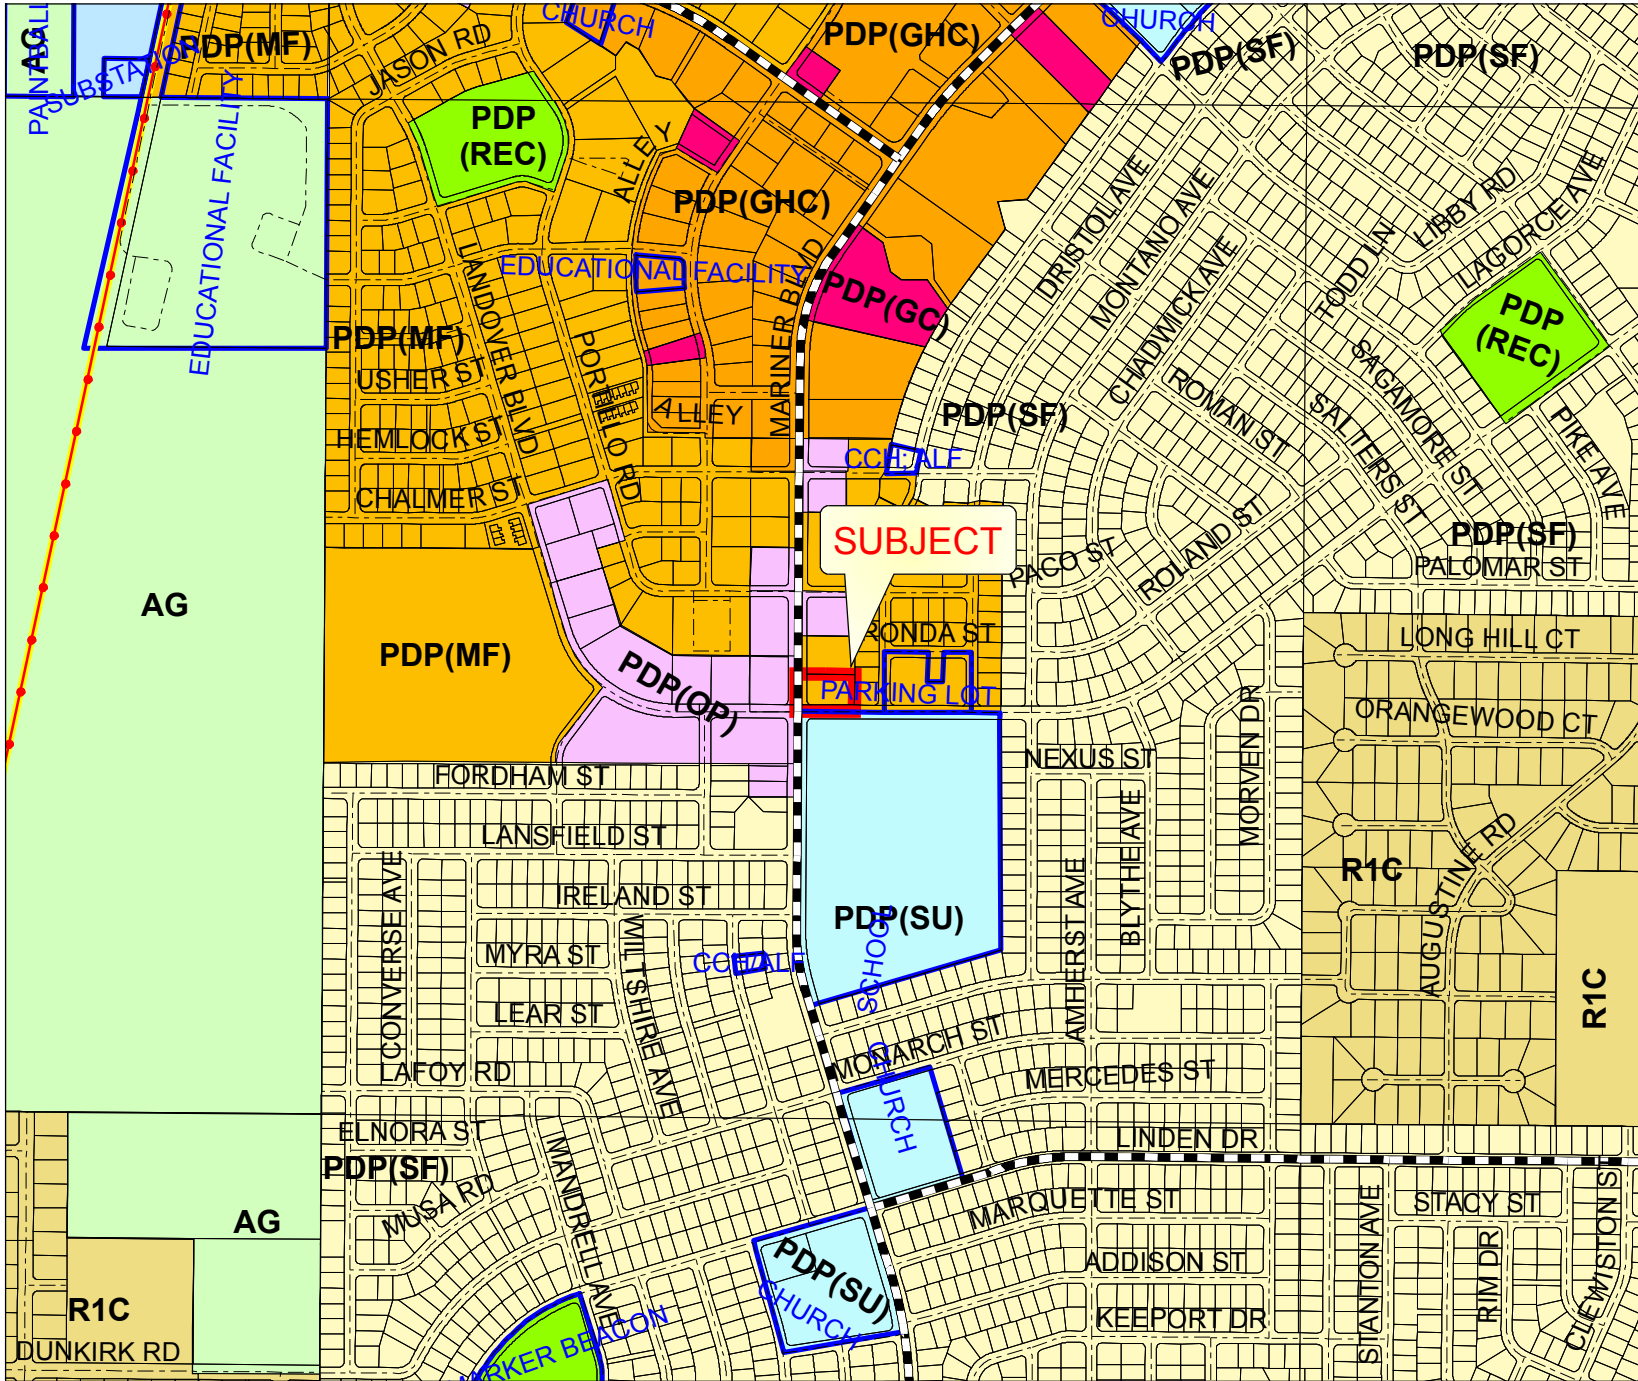 AG
PAINTSALL
SUBSTATION
PDP(MF)
JASON RD
CHURCH
PDP(GHC)
CHURCH
PDP(SF)
PDP(SF)
EDUCATIONAL FACILITY
PDP
(REC)
ALLEY
PDP(GHC)
DRISTOL AVE
MONTANO AVE
CHADWICK AVE
TODD LN
LIBBY RD
LAGORCE AVE
EDUCATIONAL FACILITY
LANDOVER BLVD
MARINER BLVD
PDP(GC)
PDP
(REC)
PDP(MF)
USHER ST
PORTILLO RD
ALLEY
HEMLOCK ST
CHALMER ST
PDP(SF)
ROMAN ST
SALTERS ST
SAGAMORE ST
PIKE AVE
CCH; ALF
SUBJECT
PACO ST
ROLAND ST
PDP(SF)
PALOMAR ST
AG
PDP(MF)
PDP(OP)
RONDA ST
PARKING LOT
LONG HILL CT
ORANGEWOOD CT
MORVEN DR
NEXUS ST
FORDHAM ST
LANSFIELD ST
IRELAND ST
CONVERSE AVE
MYRA ST
WILTSHIRE AVE
CCH/ALF
LEAR ST
LAFOY RD
PDP(SU)
SCHOOL
AMHERST AVE
BLYTHE AVE
R1C
AUGUSTINE RD
R1C
MONARCH ST
CHURCH
MERCEDES ST
LINDEN DR
ELNORA ST
PDP(SF)
MUSA RD
MANDRELL AVE
AG
MARQUETTE ST
STACY ST
STANTON AVE
RIM DR
CLEWISTON ST
ADDISON ST
KEEPORT DR
PDP(SU)
CHURCH
R1C
DUNKIRK RD
BEACON